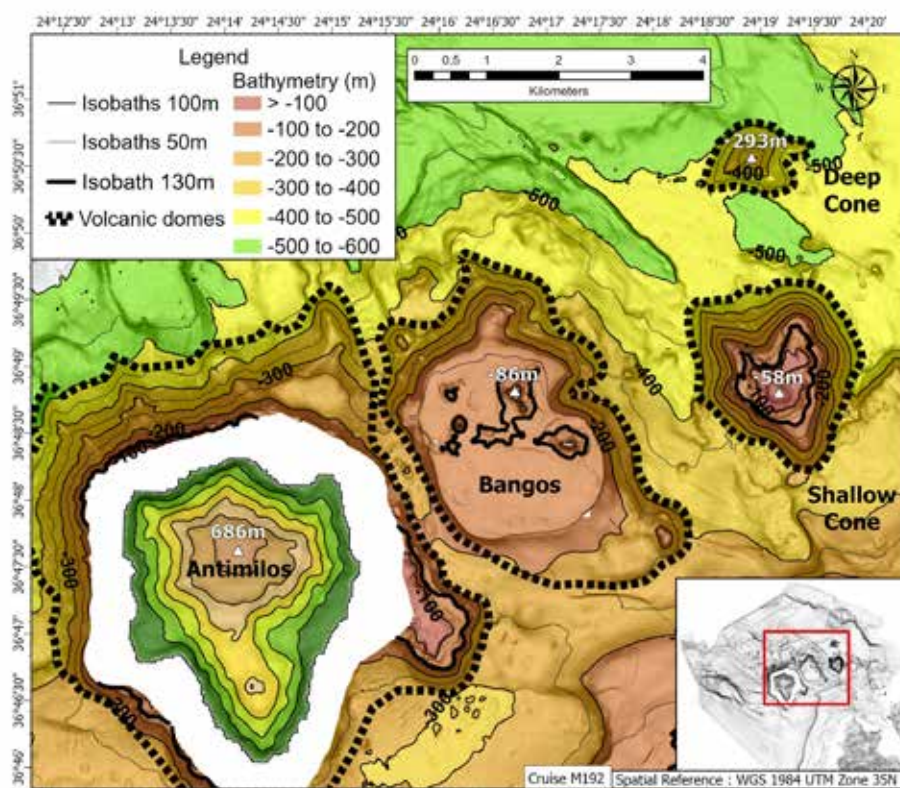 24°12'30" 24°13' 24°13'30" 24°14' 24°14'30" 24°15' 24°15'30" 24°16' 24°16'30" 24°17' 24°17'30" 24°18' 24°18'30" 24°19' 24°19'30" 24°20'
Legend
Bathymetry (m)
Isobaths 100m
Isobaths 50m
Isobath 130m
Volcanic domes
> -100
-100 to -200
-200 to -300
-300 to -400
-400 to -500
-500 to -600
0 0.5 1 2 3 4
Kilometers
N
W E
36°51'
36°50'30"
36°50'
36°49'30"
36°49'
36°48'30"
36°48'
36°47'30"
36°47'
36°46'30"
36°46'
-293m
-400
-500
Deep
Cone
-600
-500
-300
-400
-86m
-58m
-100
-200
-200
-200
Bangos
Shallow
Cone
686m
Antimilos
-300
-100
-300
-300
Cruise M192
Spatial Reference : WGS 1984 UTM Zone 35N